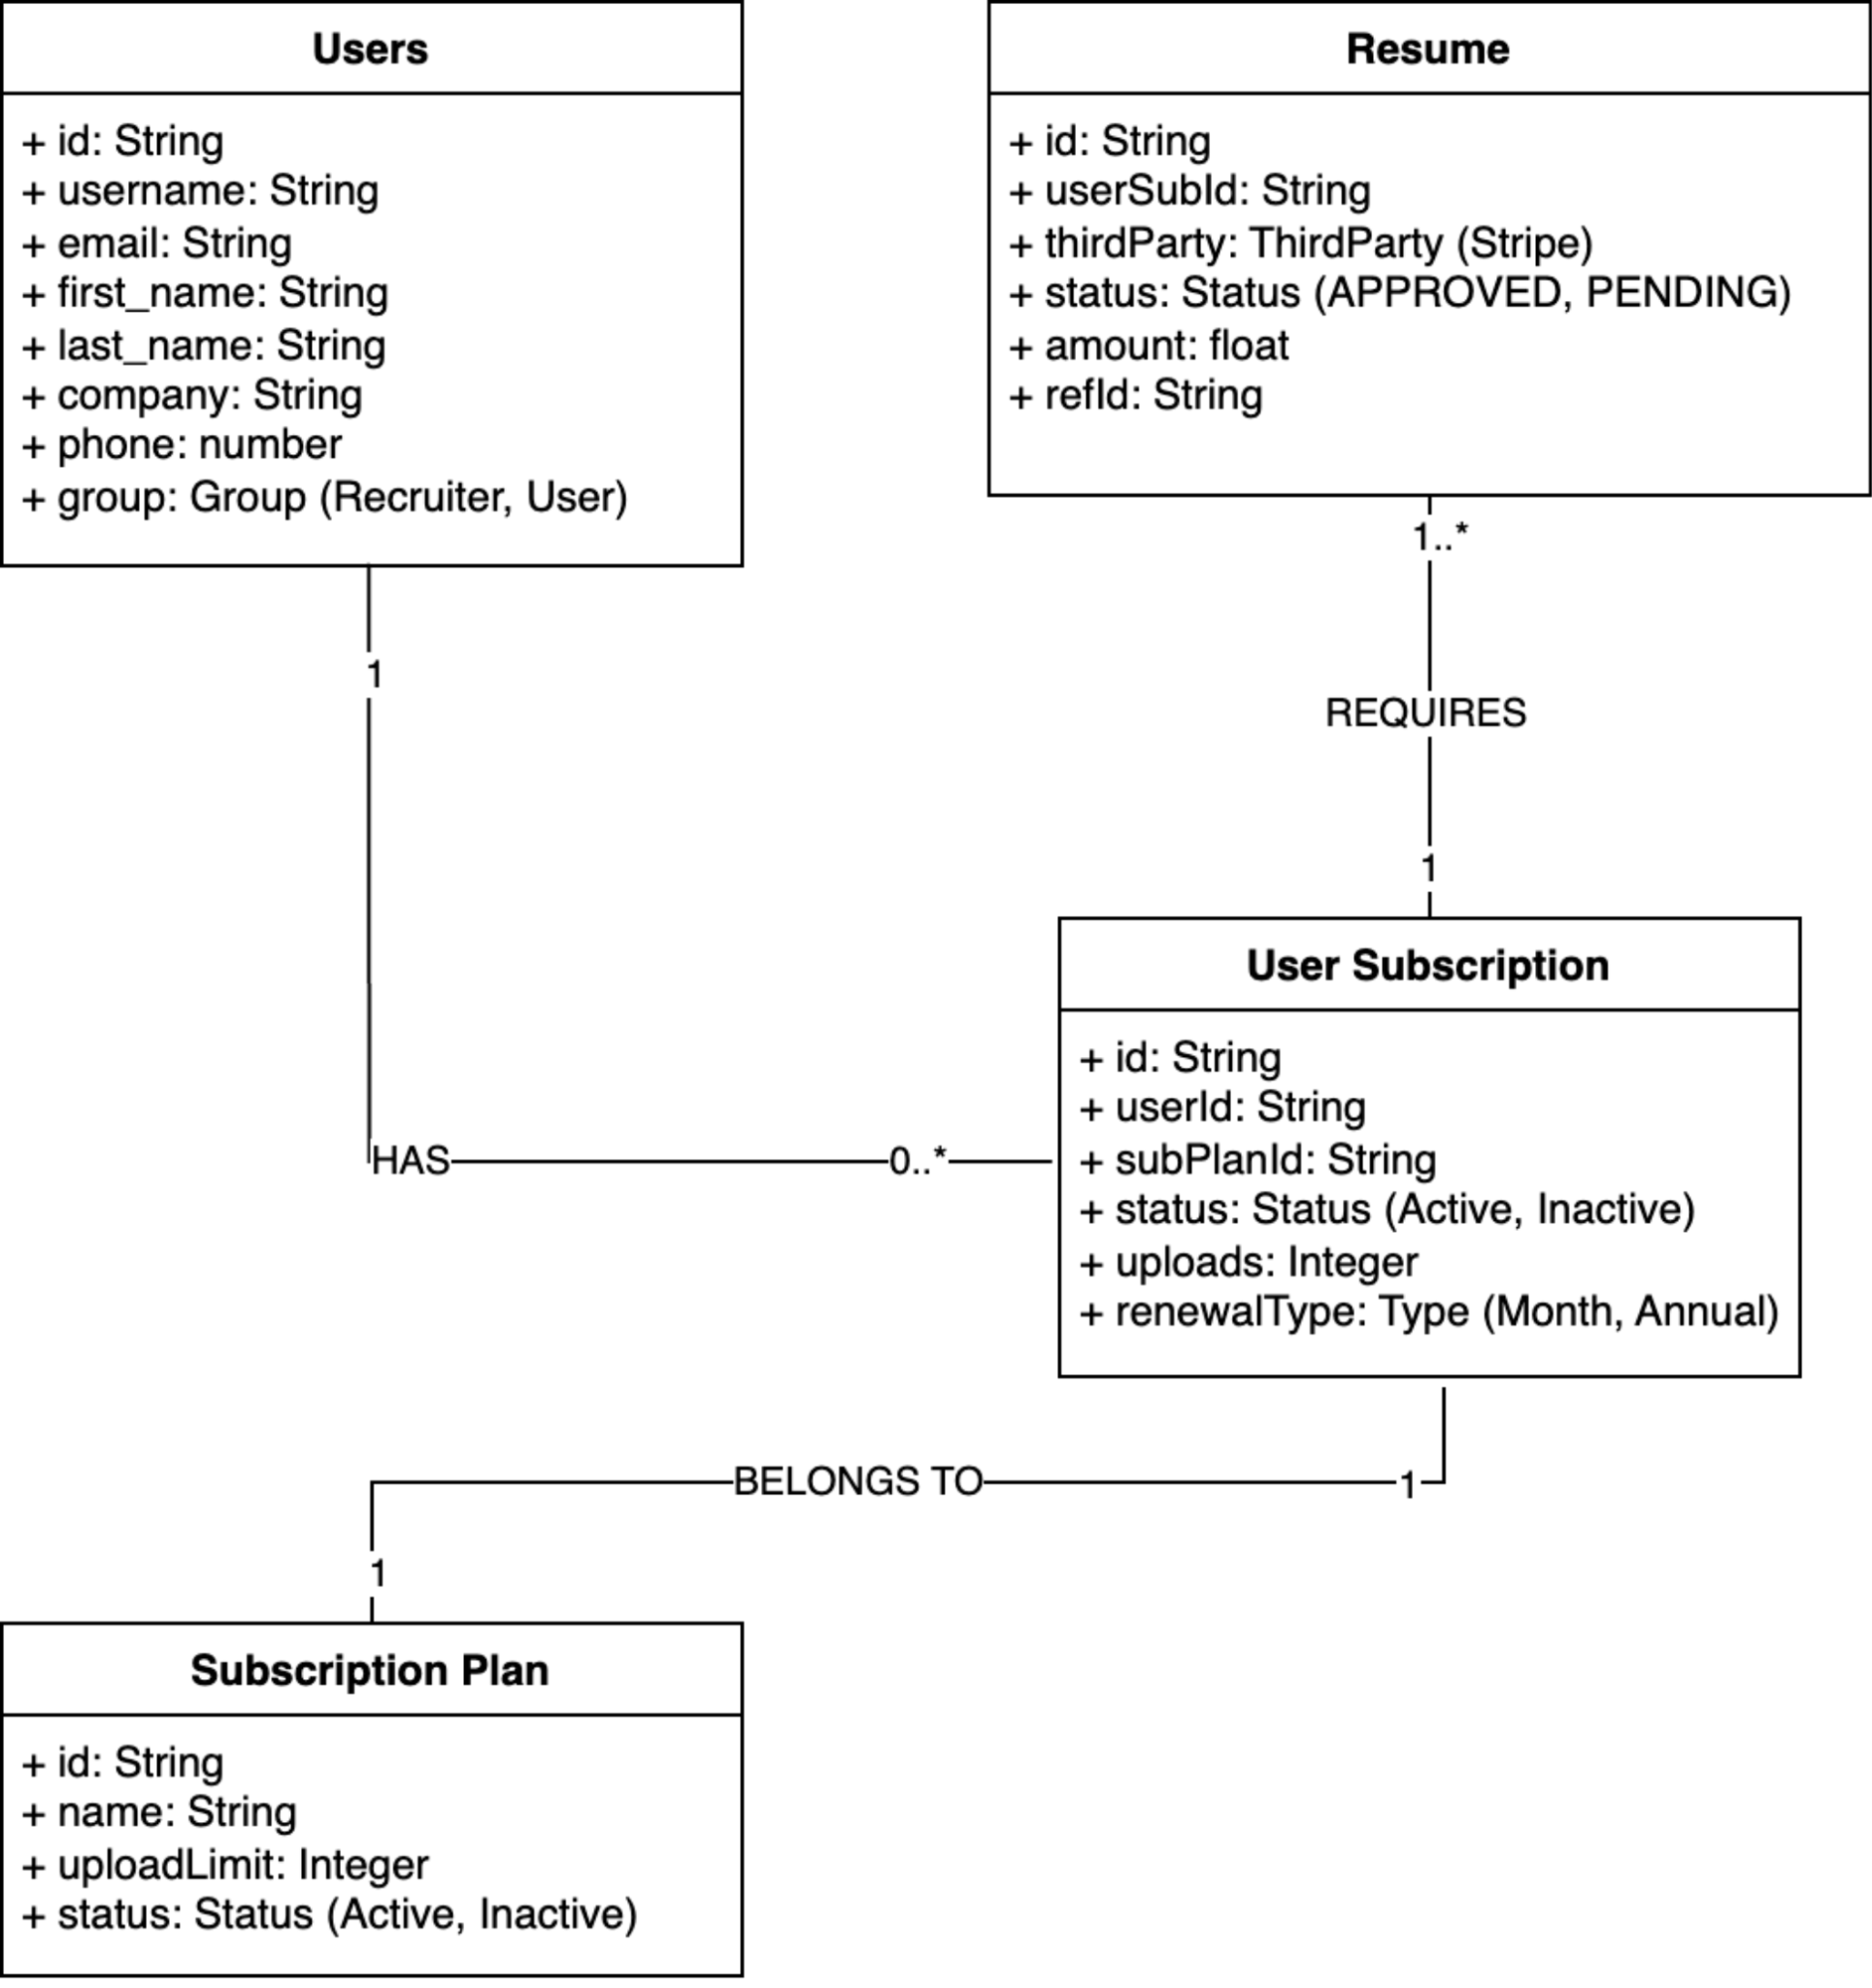 Users
+ id: String
+ username: String
+ email: String
+ first_name: String
+ last_name: String
+ company: String
+ phone: number
+ group: Group (Recruiter, User)
Resume
+ id: String
+ userSubId: String
+ thirdParty: ThirdParty (Stripe)
+ status: Status (APPROVED, PENDING)
+ amount: float
+ refId: String
1..*
1
REQUIRES
1
User Subscription
+ id: String
+ userId: String
+ subPlanId: String
+ status: Status (Active, Inactive)
+ uploads: Integer
+ renewalType: Type (Month, Annual)
HAS
0..*
BELONGS TO
1
1
Subscription Plan
+ id: String
+ name: String
+ uploadLimit: Integer
+ status: Status (Active, Inactive)